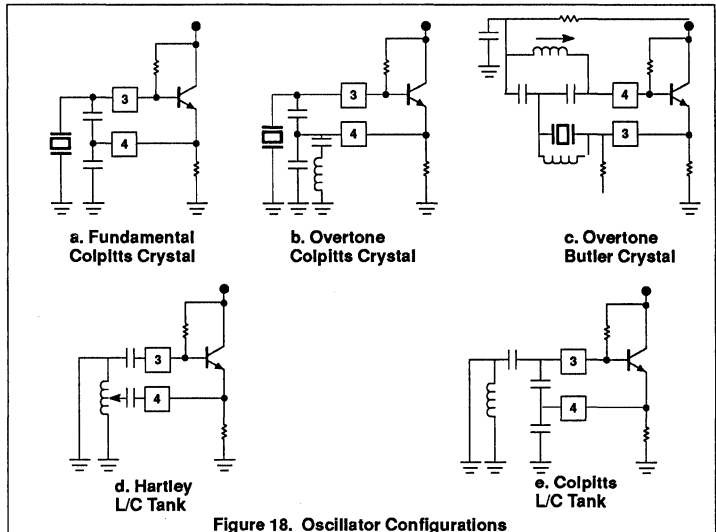 3
4
3
4
4
3
a. Fundamental
Colpitts Crystal
b. Overtone
Colpitts Crystal
c. Overtone
Butler Crystal
3
4
3
4
d. Hartley
L/C Tank
e. Colpitts
L/C Tank
Figure 18. Oscillator Configurations